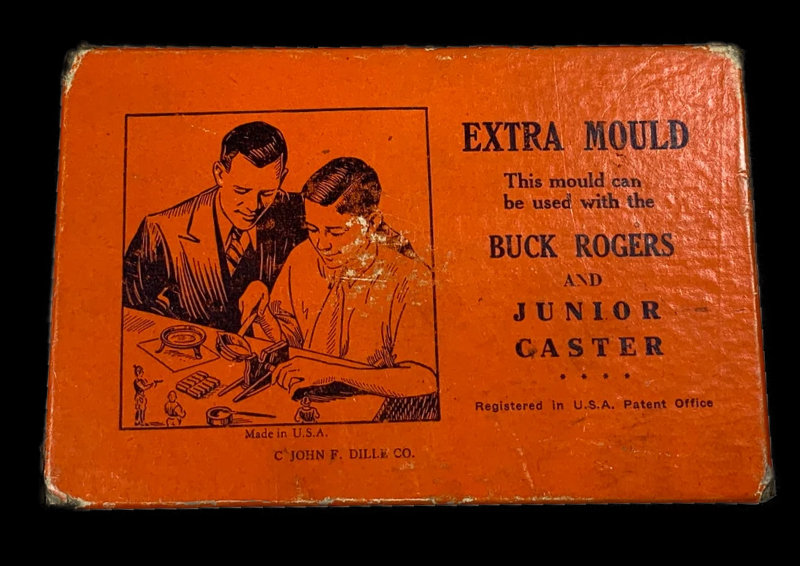 EXTRA MOULD
This mould can
be used with the
BUCK ROGERS
AND
JUNIOR
CASTER
* * * *
Registered in U.S.A. Patent Office
Made in U.S.A.
C JOHN F. DILLE CO.